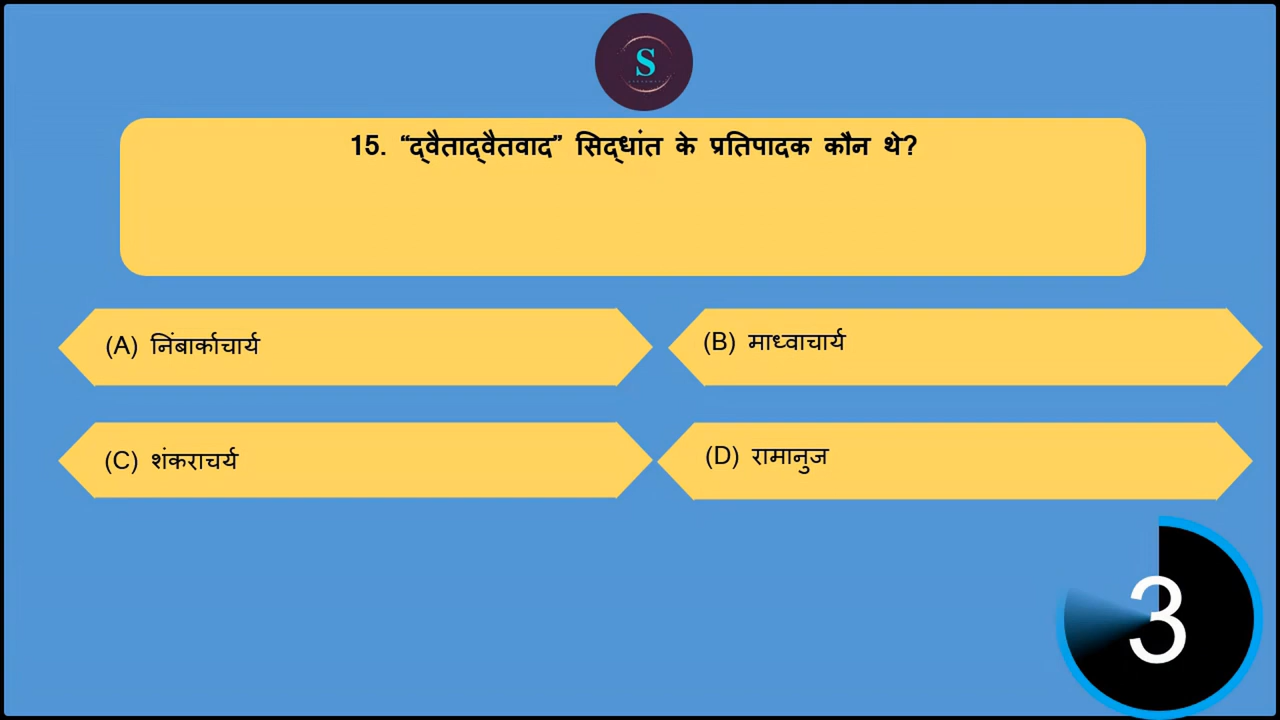 S
15. “द्वैताद्वैतवाद” सिद्धांत के प्रतिपादक कौन थे?
(A) निंबार्काचार्य
(B) माध्वाचार्य
(C) शंकराचर्य
(D) रामानुज
3